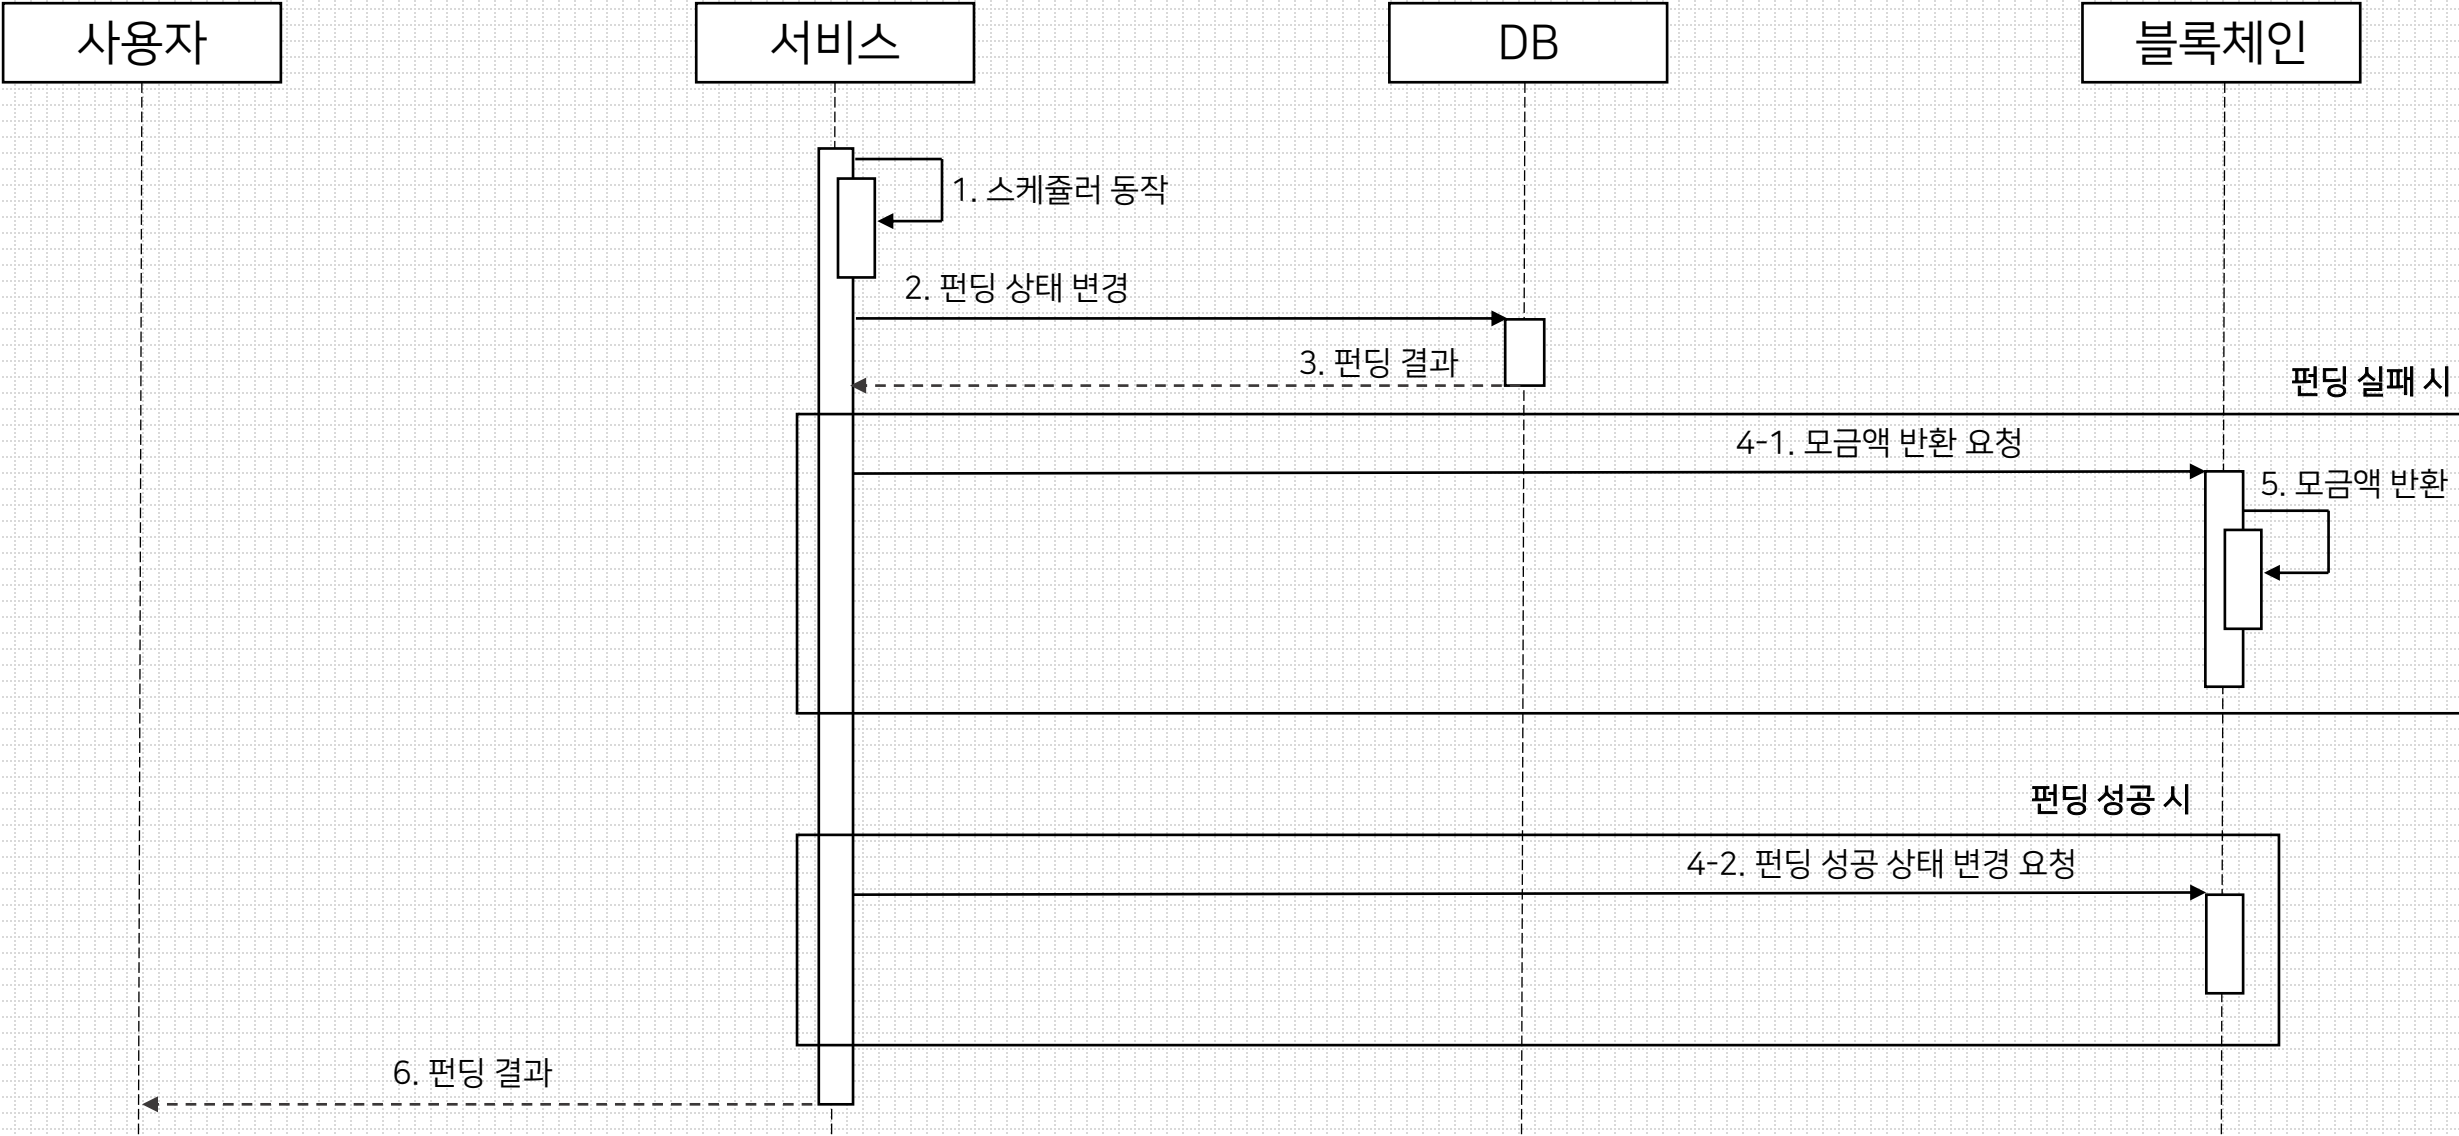 사용자
서비스
DB
블록체인
1. 스케쥴러 동작
2. 펀딩 상태 변경
3. 펀딩 결과
펀딩 실패 시
4-1. 모금액 반환 요청
5. 모금액 반환
펀딩 성공 시
4-2. 펀딩 성공 상태 변경 요청
6. 펀딩 결과